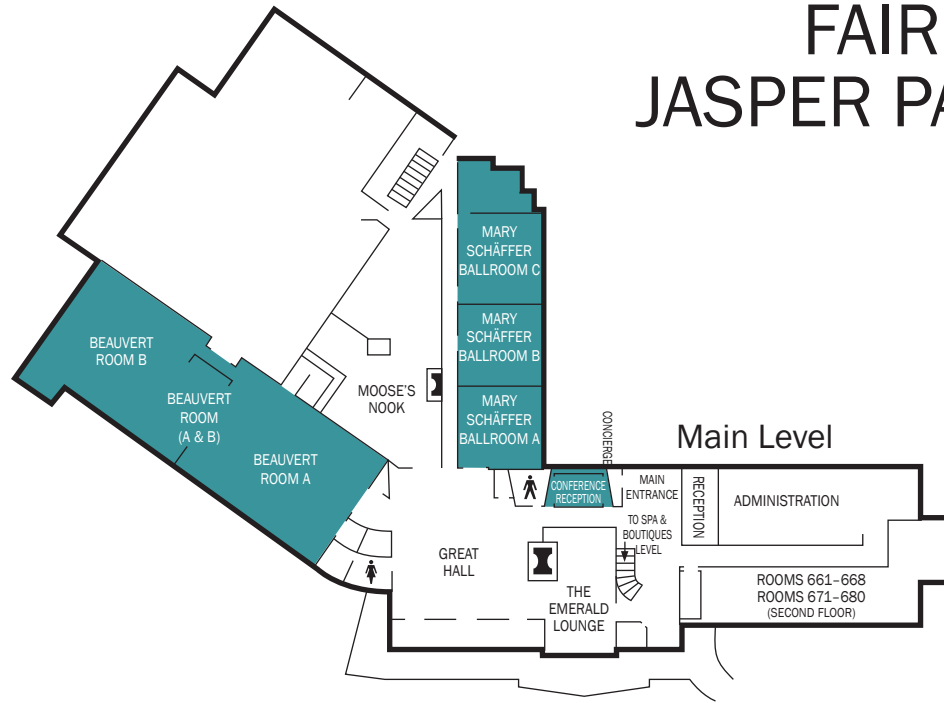 FAIR
JASPER PA
MARY
SCHÄFFER
BALLROOM C
MARY
SCHÄFFER
BALLROOM B
MARY
SCHÄFFER
BALLROOM A
BEAUVERT
ROOM B
BEAUVERT
ROOM
(A & B)
BEAUVERT
ROOM A
MOOSE'S
NOOK
CONCIERGE
Main Level
CONFERENCE
RECEPTION
MAIN
ENTRANCE
RECEPTION
ADMINISTRATION
TO SPA &
BOUTIQUES
LEVEL
GREAT
HALL
THE
EMERALD
LOUNGE
ROOMS 661–668
ROOMS 671–680
(SECOND FLOOR)